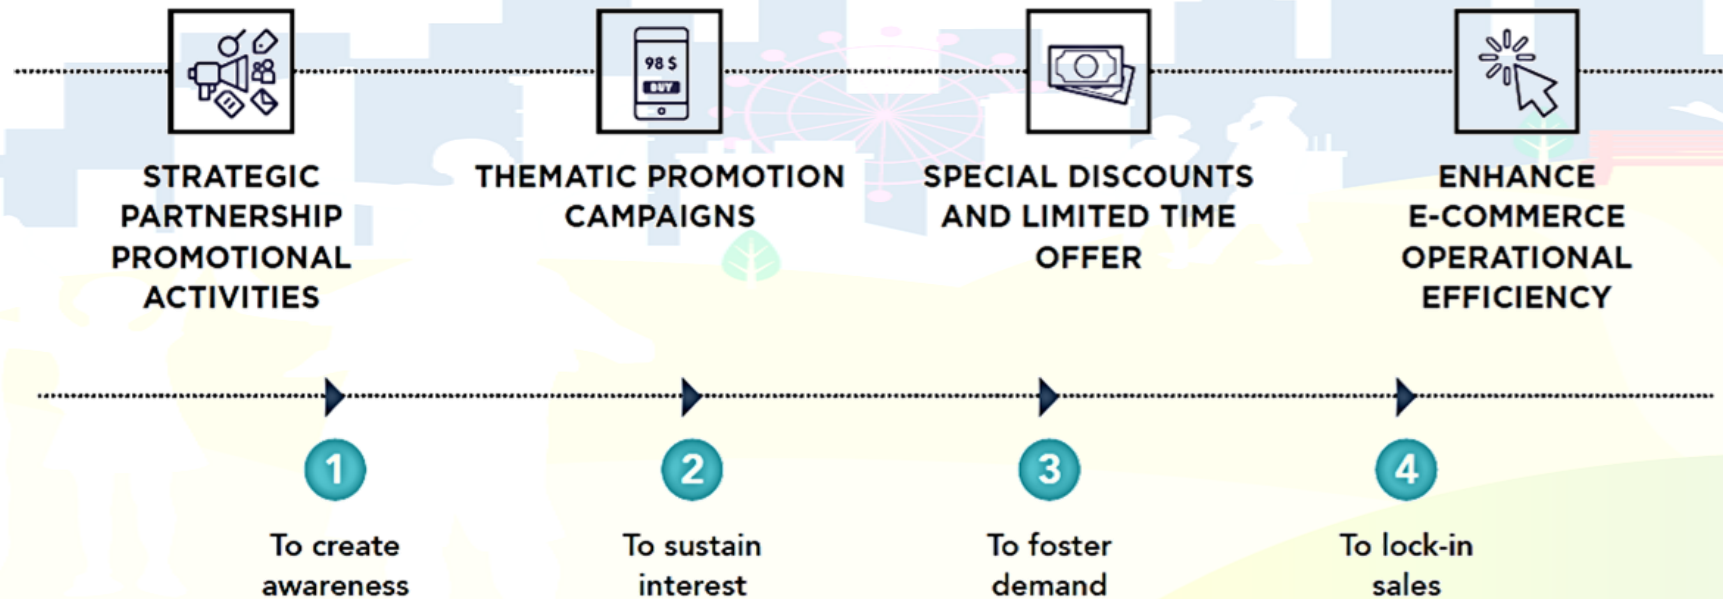 98 $
BUY
STRATEGIC
PARTNERSHIP
PROMOTIONAL
ACTIVITIES
THEMATIC PROMOTION
CAMPAIGNS
SPECIAL DISCOUNTS
AND LIMITED TIME
OFFER
ENHANCE
E-COMMERCE
OPERATIONAL
EFFICIENCY
1
To create
awareness
2
To sustain
interest
3
To foster
demand
4
To lock-in
sales